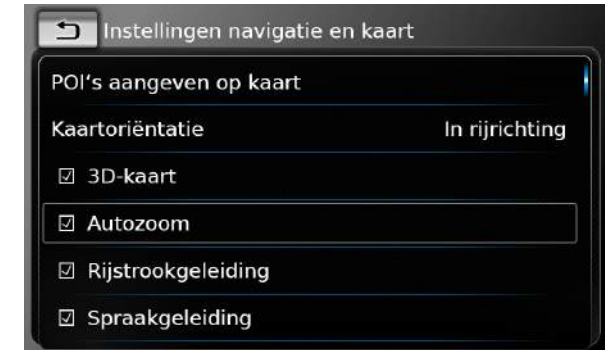 Instellingen navigatie en kaart
POI's aangeven op kaart
Kaartoriëntatie In rijrichting
3D-kaart
Autozoom
Rijstrookgeleiding
Spraakgeleiding